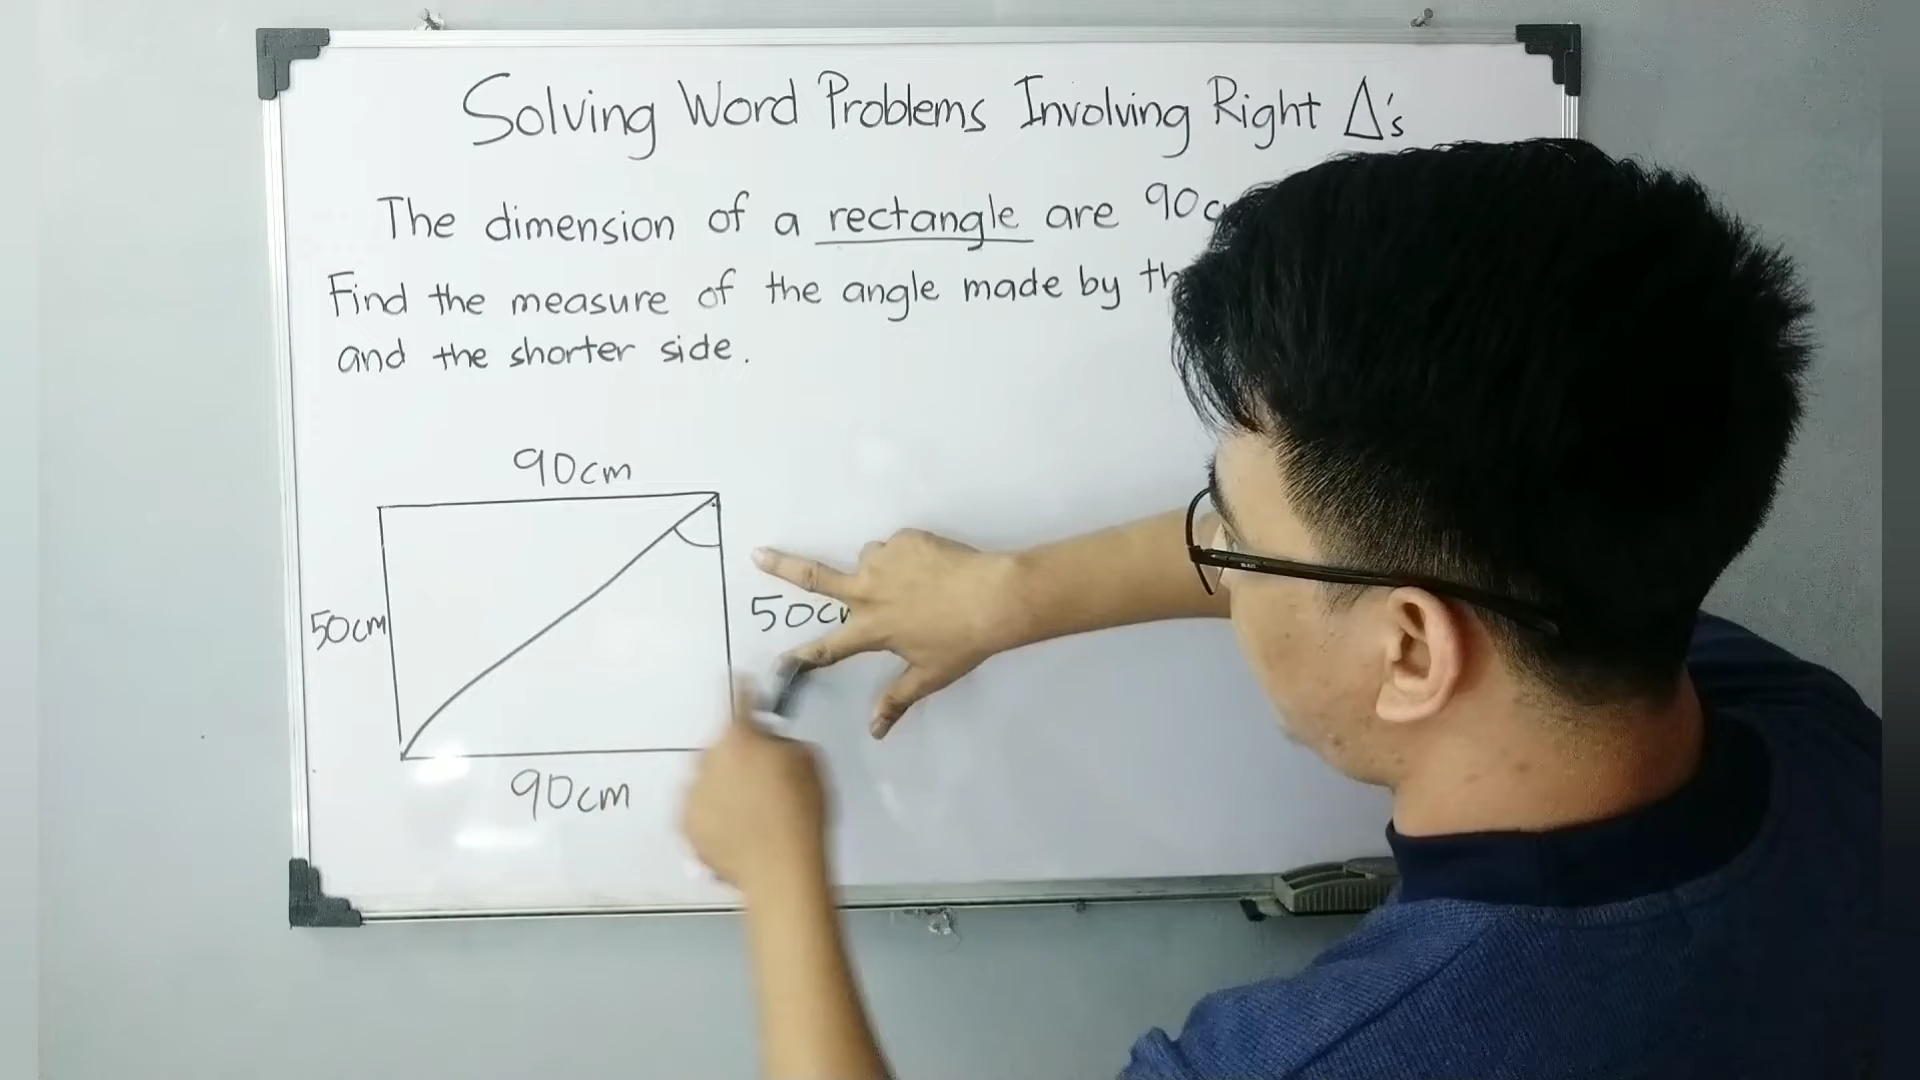 Solving Word Problems Involving Right Δ's
The dimension of a rectangle are 90c
Find the measure of the angle made by th
and the shorter side.
90cm
50cm
50cm
90cm